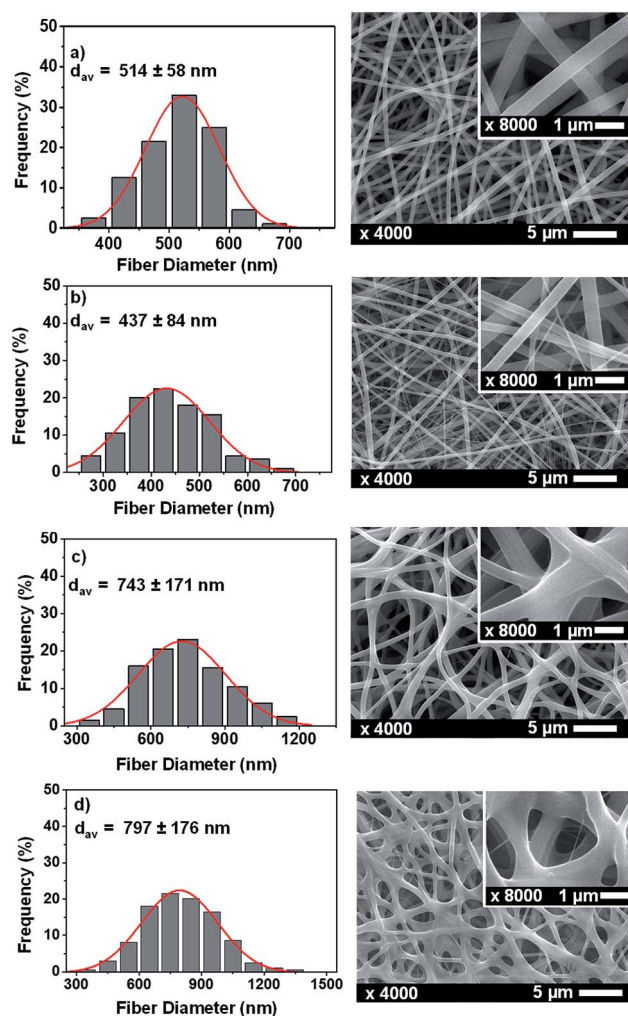 a)
d_av = 514 ± 58 nm
50
40
30
20
10
0
Frequency (%)
400 500 600 700
Fiber Diameter (nm)
x 8000 1 µm
x 4000 5 µm
b)
d_av = 437 ± 84 nm
50
40
30
20
10
0
Frequency (%)
300 400 500 600 700
Fiber Diameter (nm)
x 8000 1 µm
x 4000 5 µm
c)
d_av = 743 ± 171 nm
50
40
30
20
10
0
Frequency (%)
300 600 900 1200
Fiber Diameter (nm)
x 8000 1 µm
x 4000 5 µm
d)
d_av = 797 ± 176 nm
50
40
30
20
10
0
Frequency (%)
300 600 900 1200 1500
Fiber Diameter (nm)
x 8000 1 µm
x 4000 5 µm